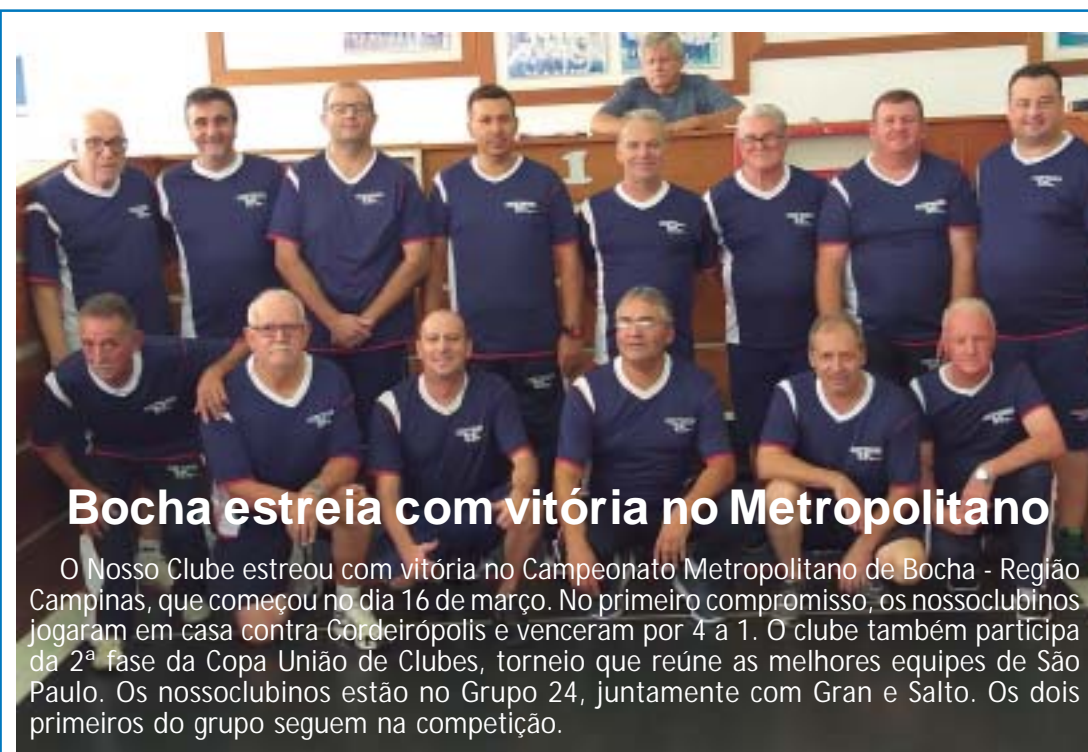 1
Bocha estreia com vitória no Metropolitano
O Nosso Clube estreou com vitória no Campeonato Metropolitano de Bocha - Região
Campinas, que começou no dia 16 de março. No primeiro compromisso, os nossoclubinos
jogaram em casa contra Cordeirópolis e venceram por 4 a 1. O clube também participa
da 2ª fase da Copa União de Clubes, torneio que reúne as melhores equipes de São
Paulo. Os nossoclubinos estão no Grupo 24, juntamente com Gran e Salto. Os dois
primeiros do grupo seguem na competição.